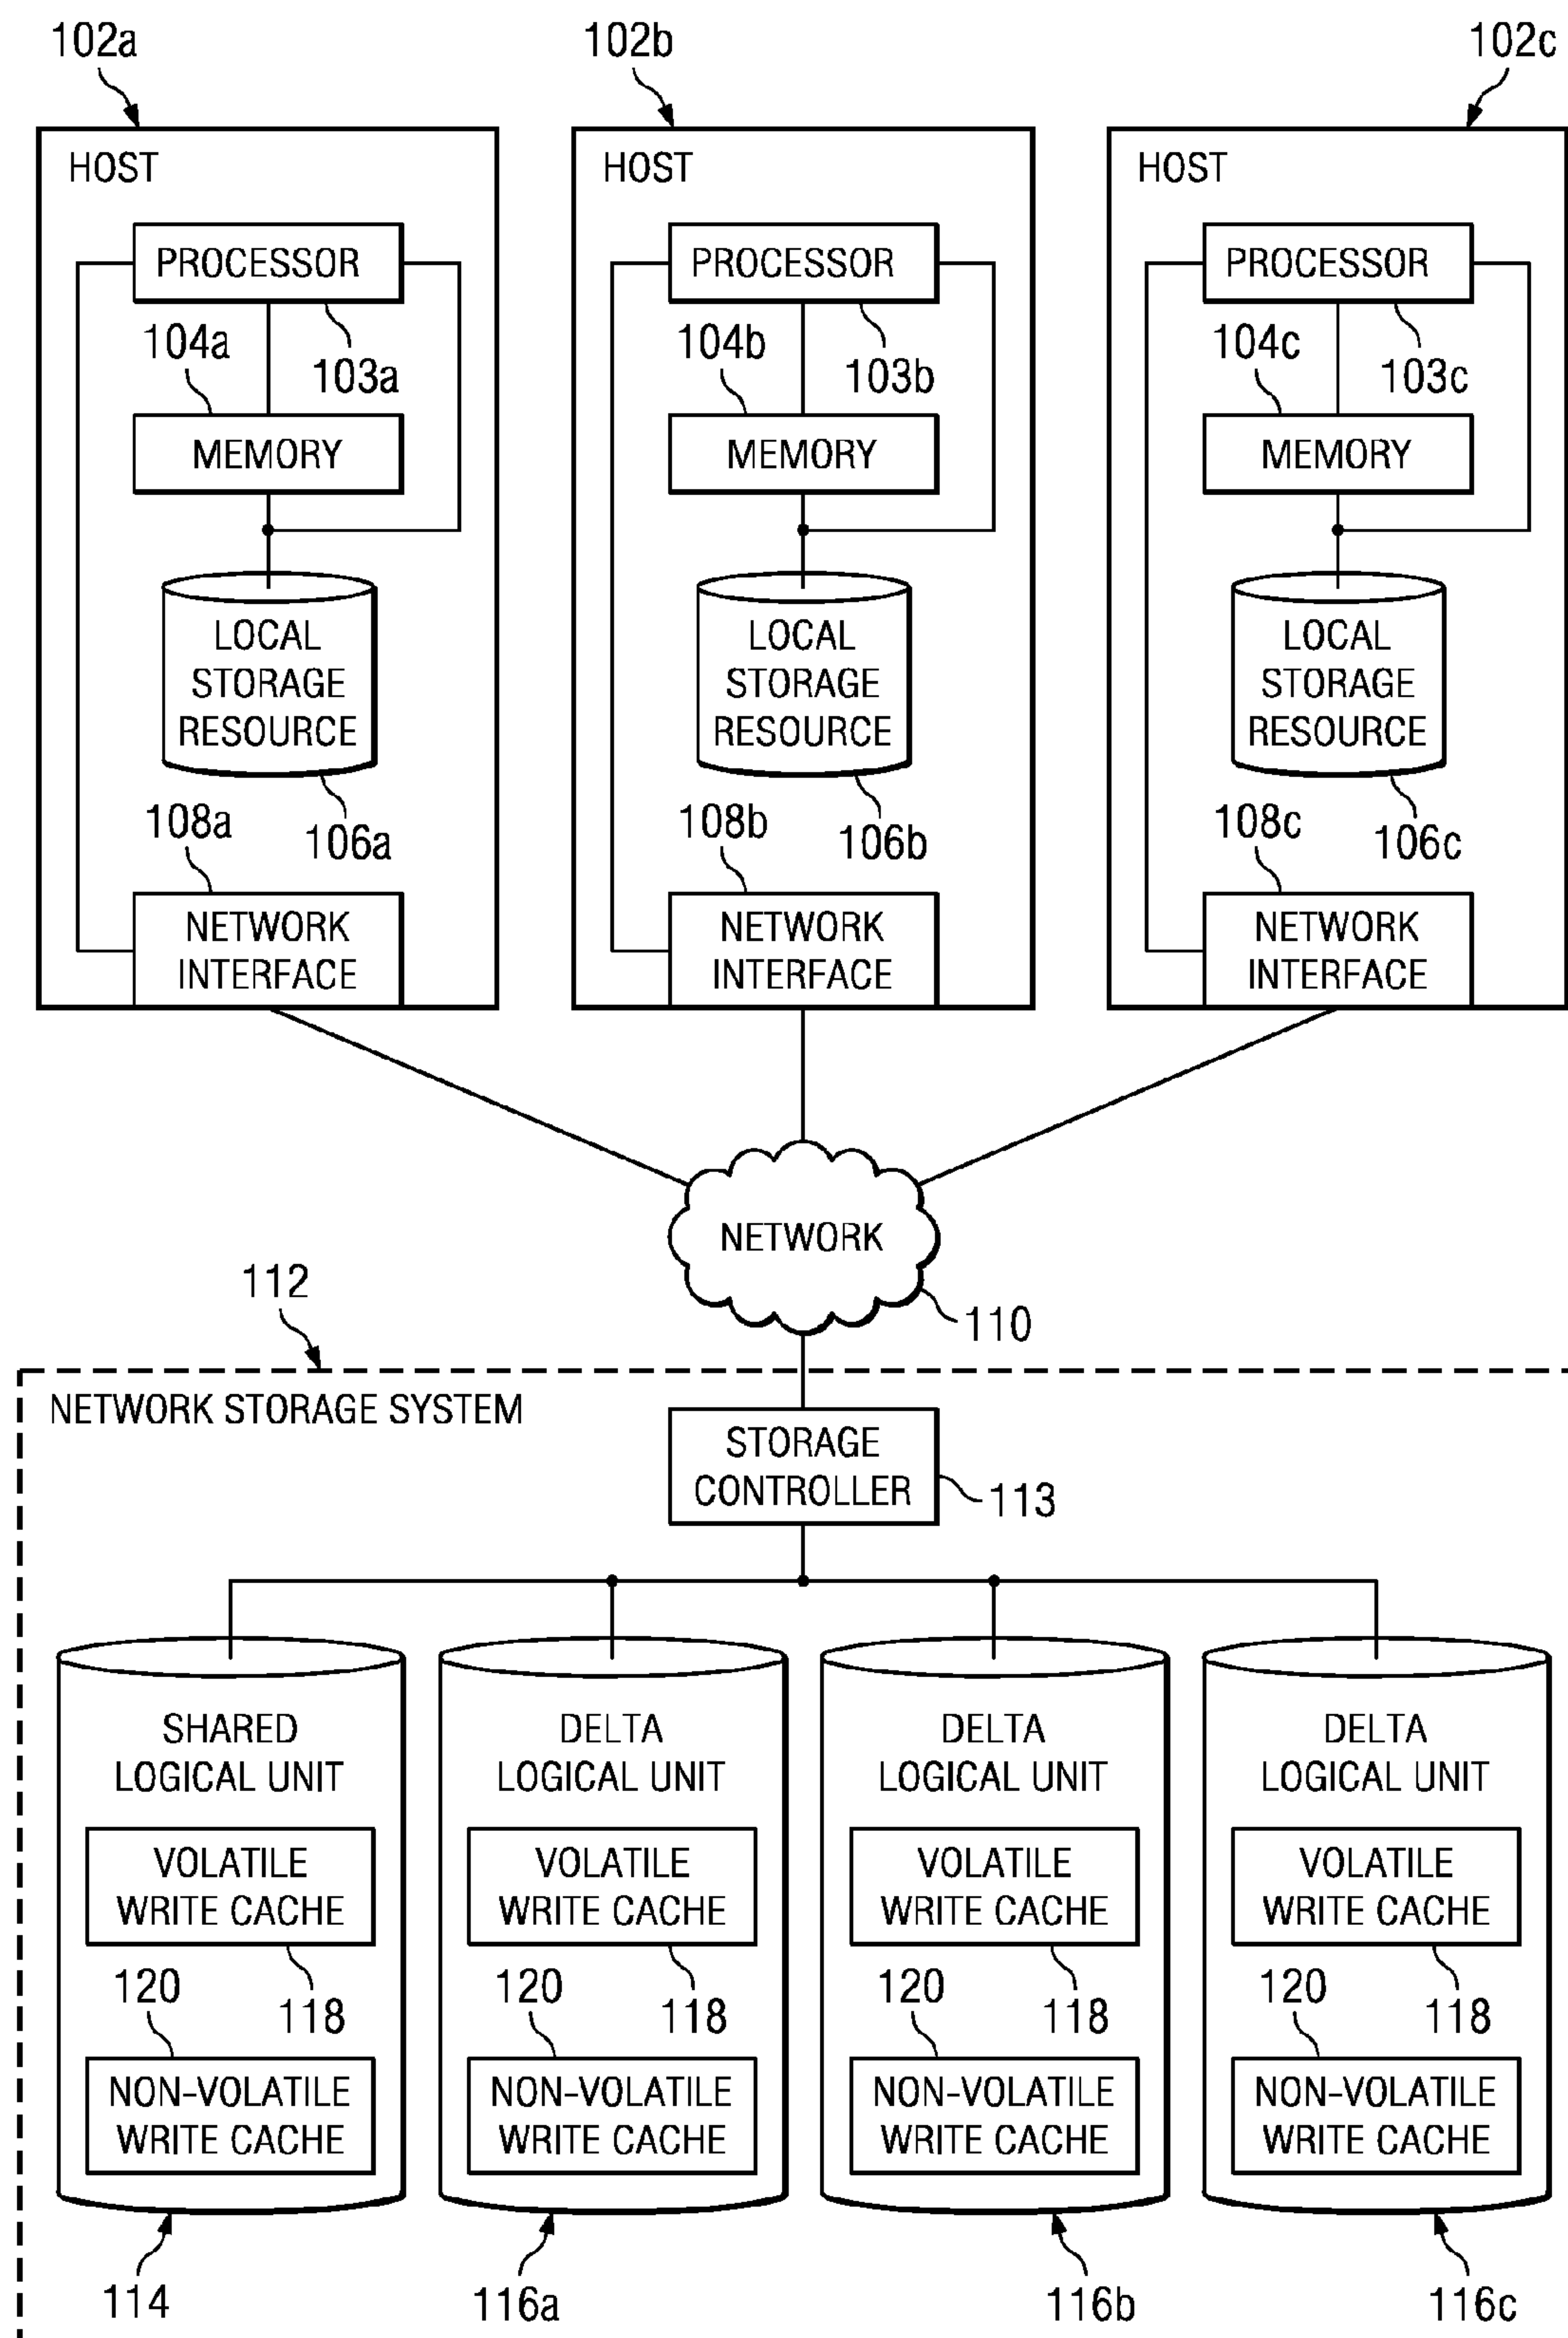 102a
102b
102c
HOST
HOST
HOST
PROCESSOR
PROCESSOR
PROCESSOR
104a
103a
104b
103b
104c
103c
MEMORY
MEMORY
MEMORY
LOCAL
STORAGE
RESOURCE
LOCAL
STORAGE
RESOURCE
LOCAL
STORAGE
RESOURCE
108a
106a
108b
106b
108c
106c
NETWORK
INTERFACE
NETWORK
INTERFACE
NETWORK
INTERFACE
NETWORK
110
112
NETWORK STORAGE SYSTEM
STORAGE
CONTROLLER
113
SHARED
LOGICAL UNIT
DELTA
LOGICAL UNIT
DELTA
LOGICAL UNIT
DELTA
LOGICAL UNIT
VOLATILE
WRITE CACHE
VOLATILE
WRITE CACHE
VOLATILE
WRITE CACHE
VOLATILE
WRITE CACHE
120
118
120
118
120
118
120
118
NON-VOLATILE
WRITE CACHE
NON-VOLATILE
WRITE CACHE
NON-VOLATILE
WRITE CACHE
NON-VOLATILE
WRITE CACHE
114
116a
116b
116c